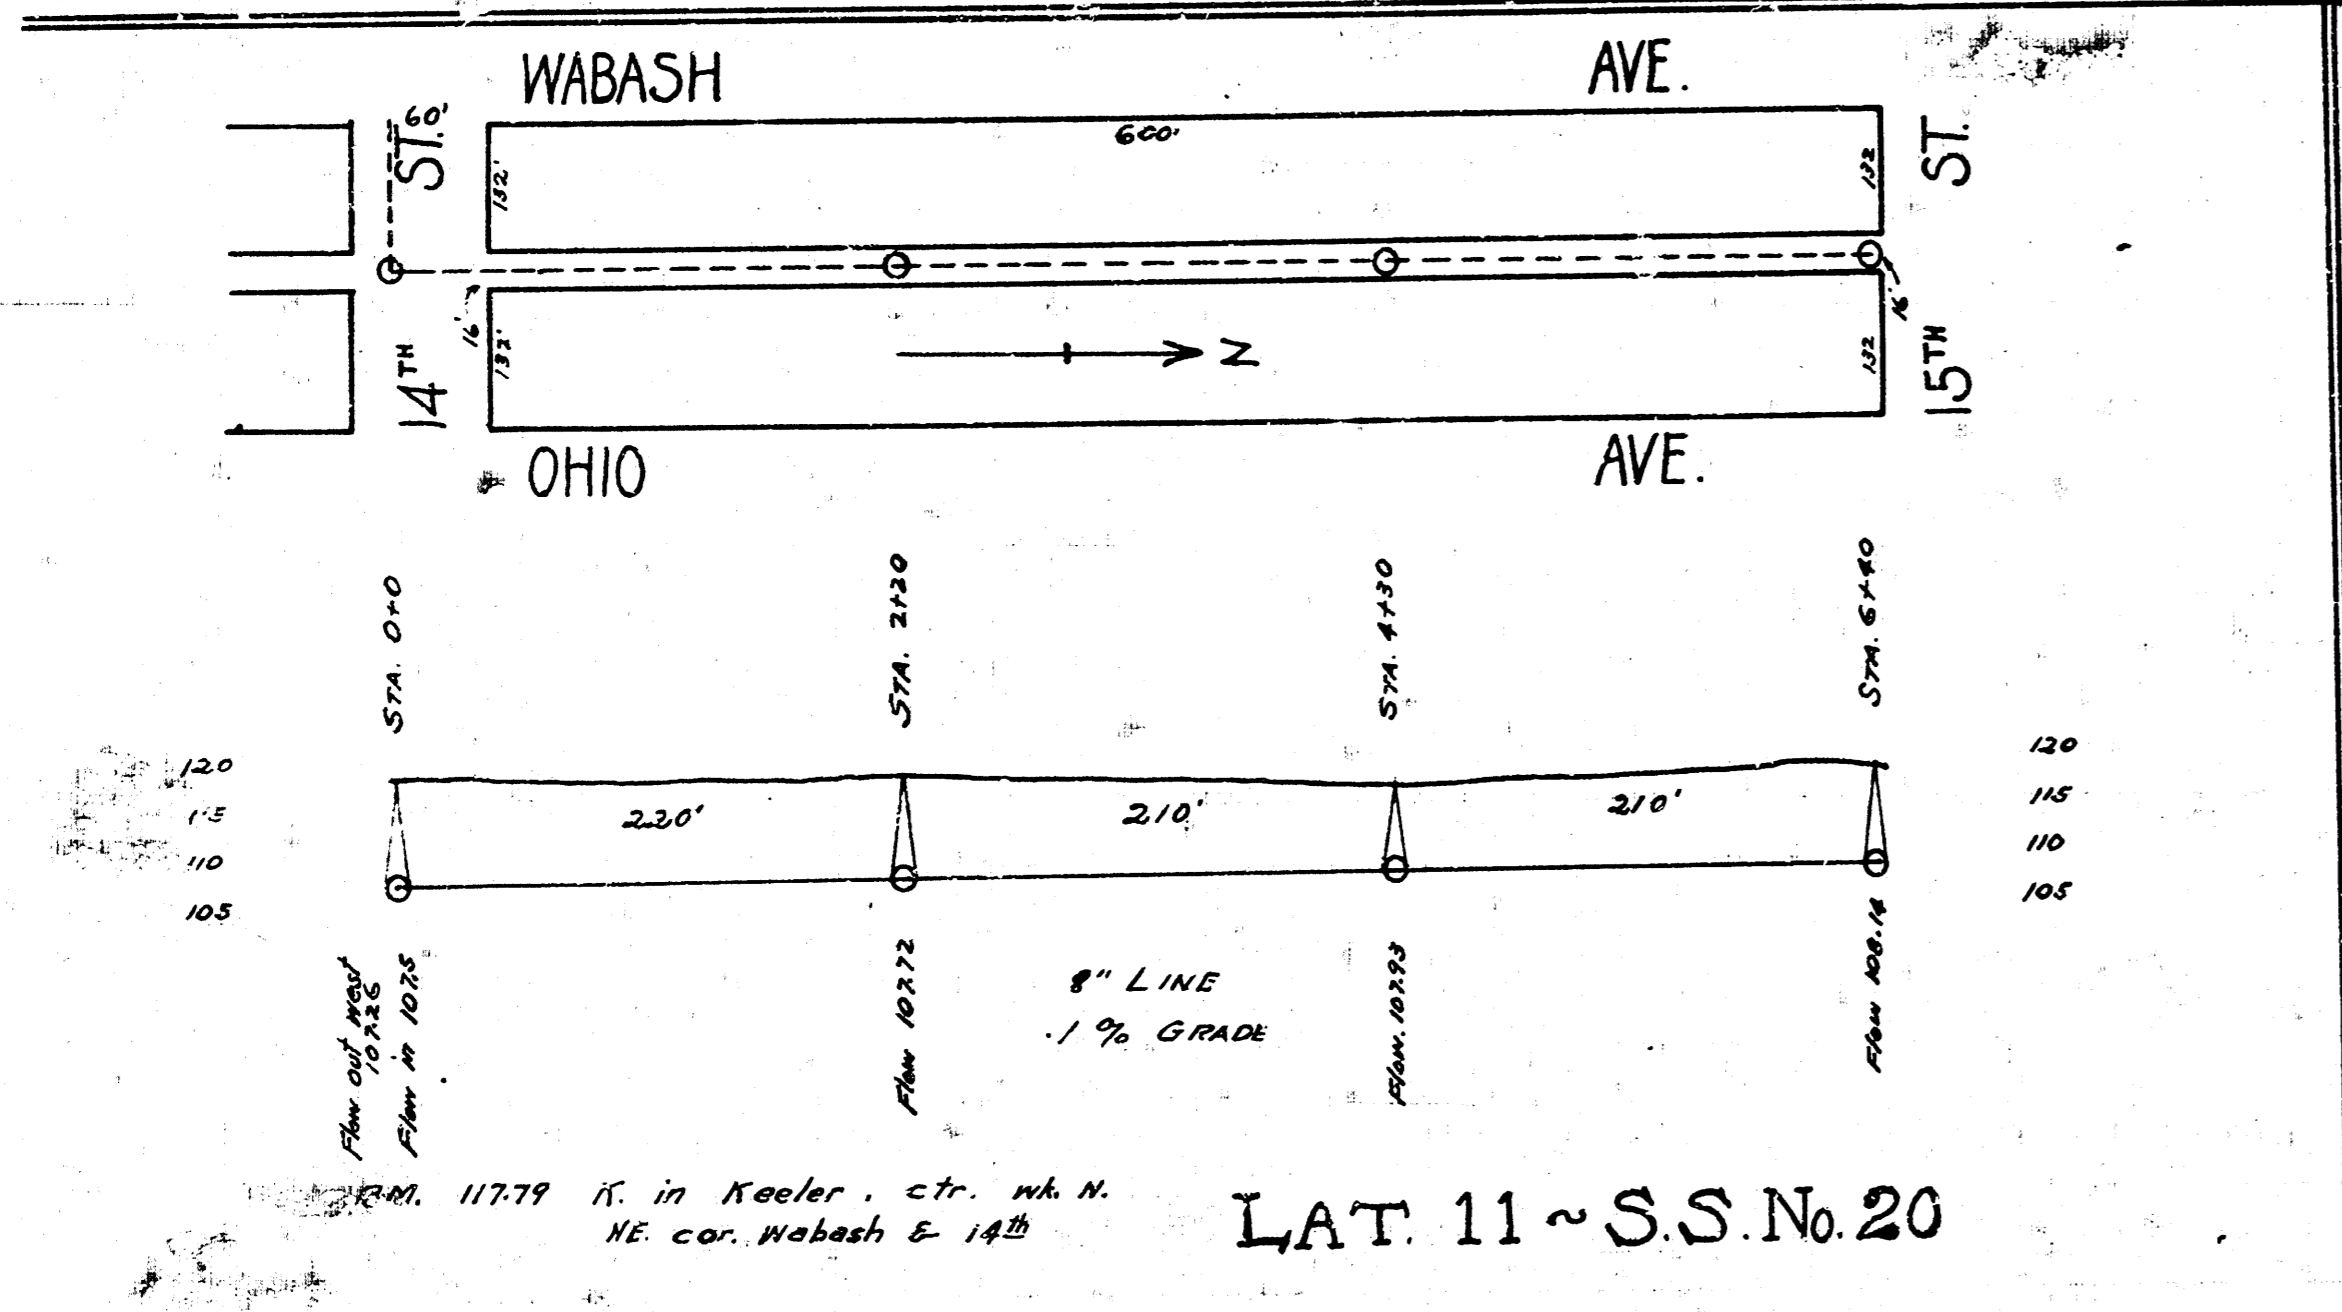 WABASH AVE.
60'
14TH ST.
600'
132'
132
15TH ST.
16'
16'
132'
132
N
OHIO AVE.
STA. 0+0
STA. 2+20
STA. 4+30
STA. 6+40
120
115
110
105
220'
210'
210'
120
115
110
105
Flow out West
107.26
Flow in 107.5
Flow 107.72
Flow. 107.93
Flow 108.14
8" LINE
.1 % GRADE
B.M. 117.79 K. in Keeler, ctr. wk. N.
NE. cor. Wabash & 14th
LAT. 11 ~ S.S. No. 20